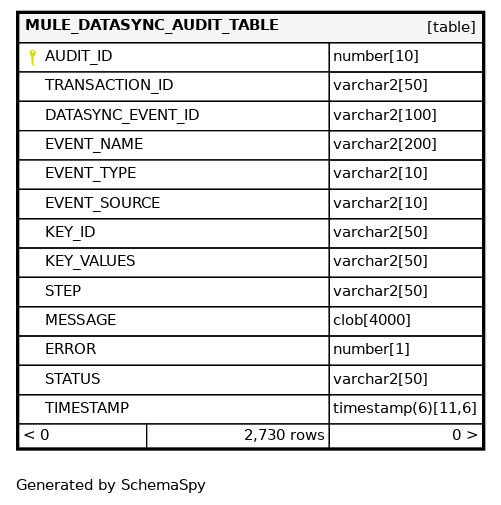 MULE_DATASYNC_AUDIT_TABLE [table]
AUDIT_ID number[10]
TRANSACTION_ID varchar2[50]
DATASYNC_EVENT_ID varchar2[100]
EVENT_NAME varchar2[200]
EVENT_TYPE varchar2[10]
EVENT_SOURCE varchar2[10]
KEY_ID varchar2[50]
KEY_VALUES varchar2[50]
STEP varchar2[50]
MESSAGE clob[4000]
ERROR number[1]
STATUS varchar2[50]
TIMESTAMP timestamp(6)[11,6]
< 0 2,730 rows 0 >
Generated by SchemaSpy